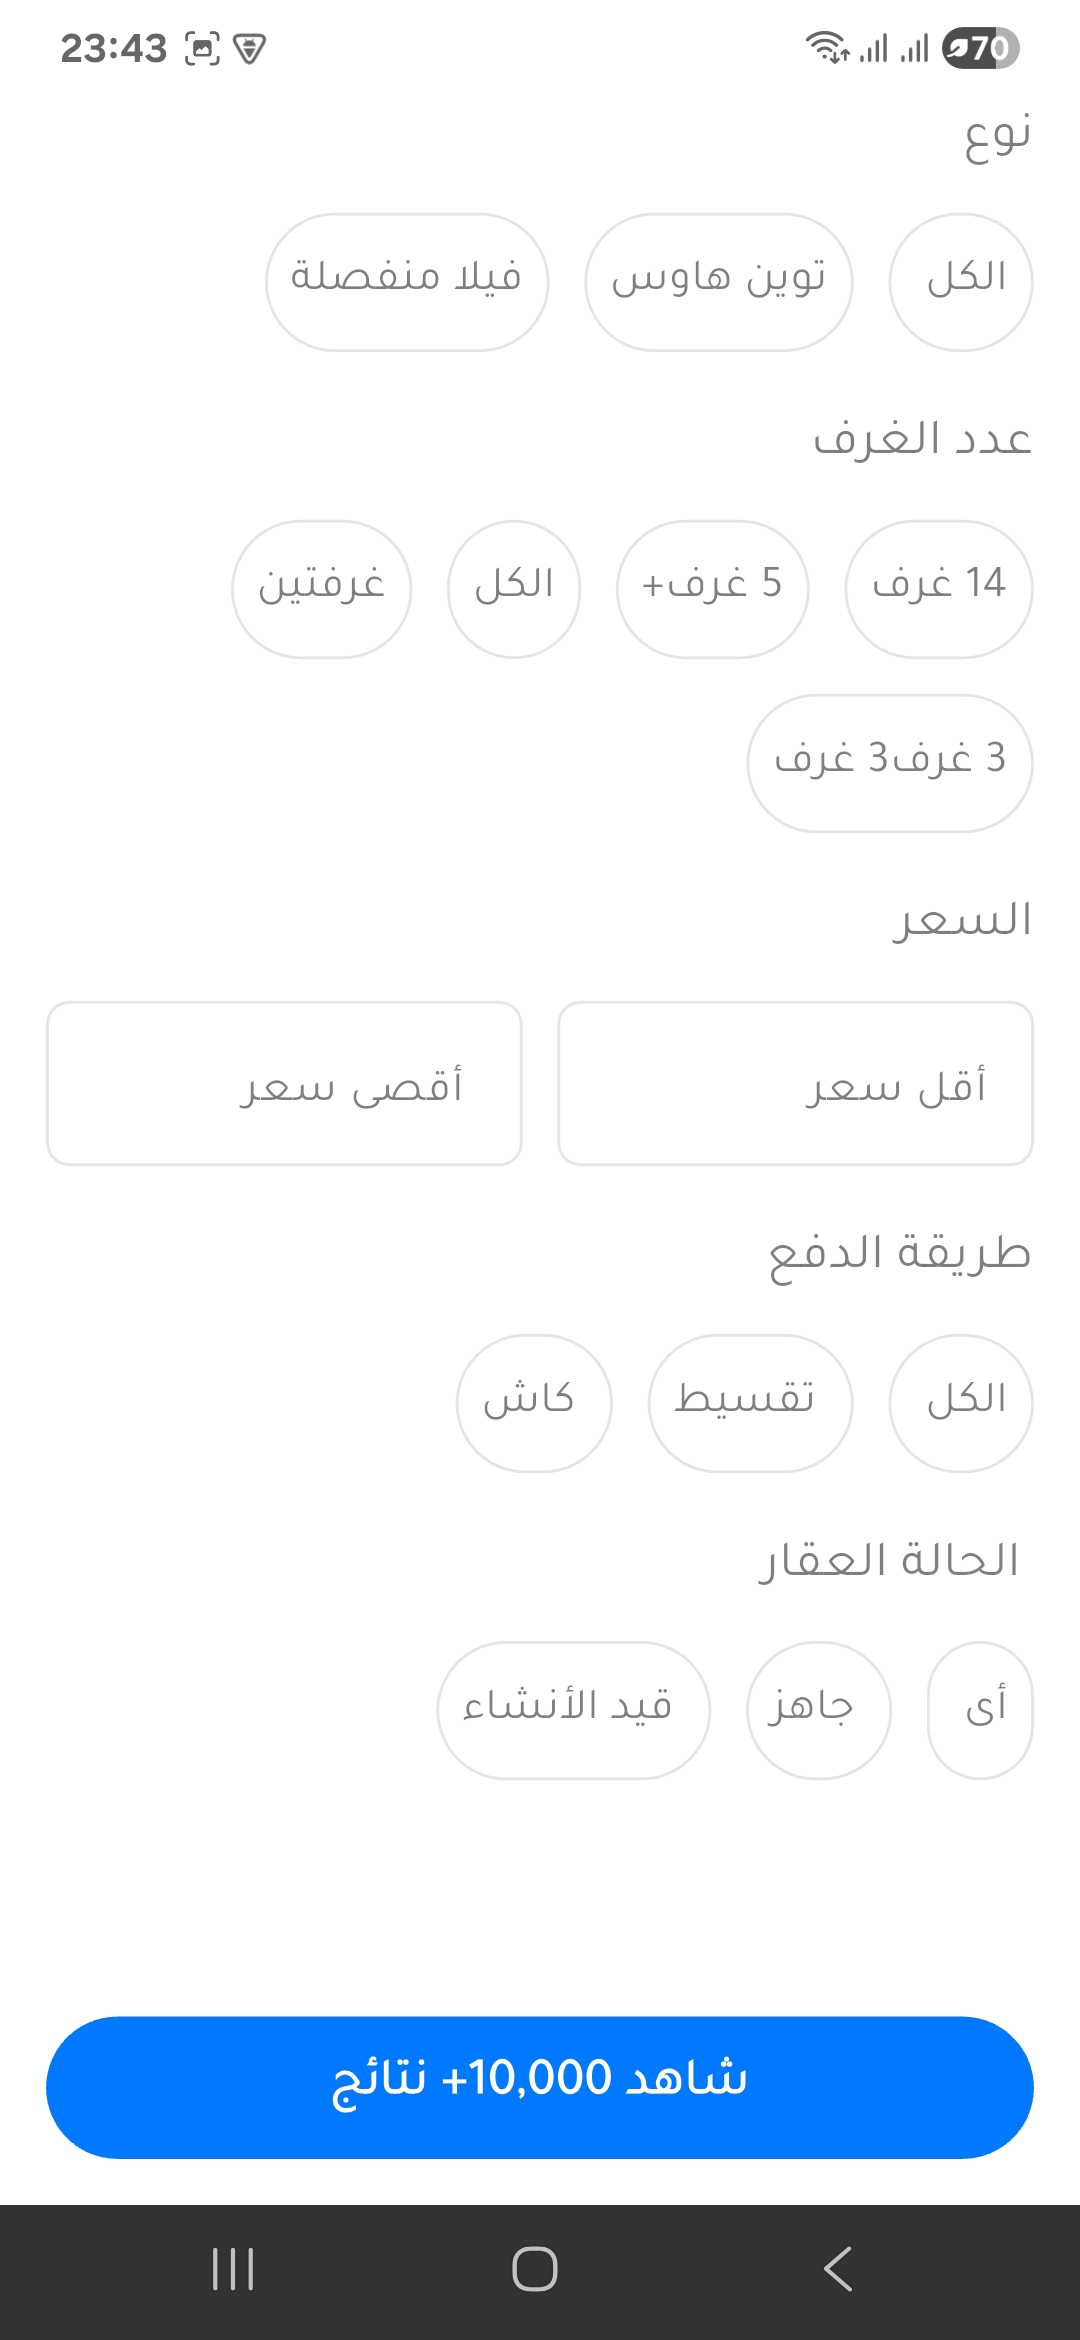 23:43 70
نوع
الكل توين هاوس فيلا منفصلة
عدد الغرف
14 غرف 5 غرف+ الكل غرفتين
3 غرف3 غرف
السعر
أقل سعر أقصى سعر
طريقة الدفع
الكل تقسيط كاش
الحالة العقار
أى جاهز قيد الأنشاء
شاهد 10,000+ نتائج